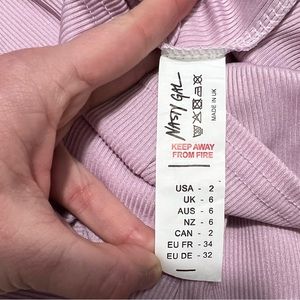 NASTY GAL
MADE IN UK
KEEP AWAY
FROM FIRE
USA - 2
UK - 6
AUS - 6
NZ - 6
CAN - 2
EU FR - 34
EU DE - 32